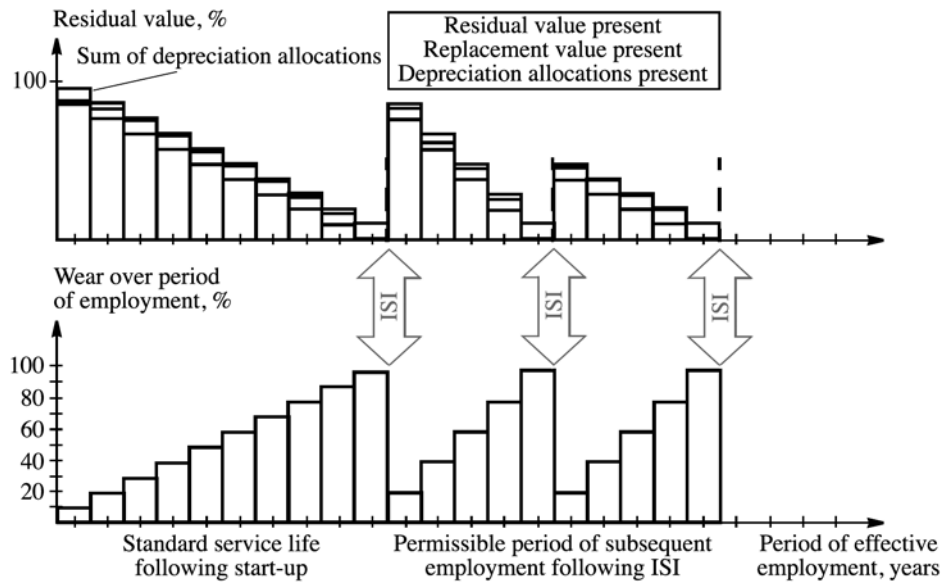 Residual value, %
Sum of depreciation allocations
100
Residual value present
Replacement value present
Depreciation allocations present
Wear over period
of employment, %
ISI
ISI
ISI
100
80
60
40
20
Standard service life
following start-up
Permissible period of subsequent
employment following ISI
Period of effective
employment, years